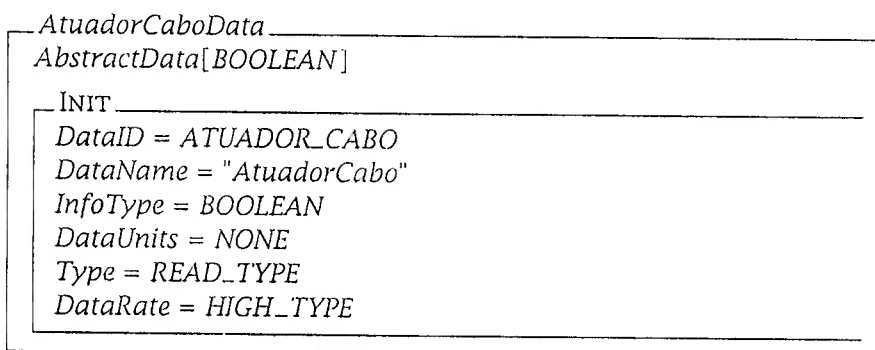 AtuadorCaboData
AbstractData[BOOLEAN]
INIT
DataID = ATUADOR_CABO
DataName = "AtuadorCabo"
InfoType = BOOLEAN
DataUnits = NONE
Type = READ_TYPE
DataRate = HIGH_TYPE